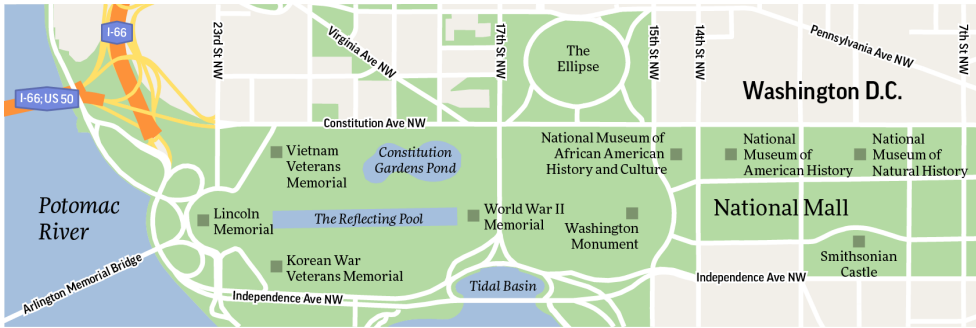 I-66
I-66; US 50
23rd St NW
Virginia Ave NW
17th St NW
The
Ellipse
15th St NW
14th St NW
Pennsylvania Ave NW
7th St NW
Washington D.C.
Constitution Ave NW
Vietnam
Veterans
Memorial
Constitution
Gardens Pond
National Museum of
African American
History and Culture
National
Museum of
American History
National
Museum of
Natural History
Potomac
River
Lincoln
Memorial
The Reflecting Pool
World War II
Memorial
Washington
Monument
National Mall
Korean War
Veterans Memorial
Smithsonian
Castle
Arlington Memorial Bridge
Independence Ave NW
Tidal Basin
Independence Ave NW